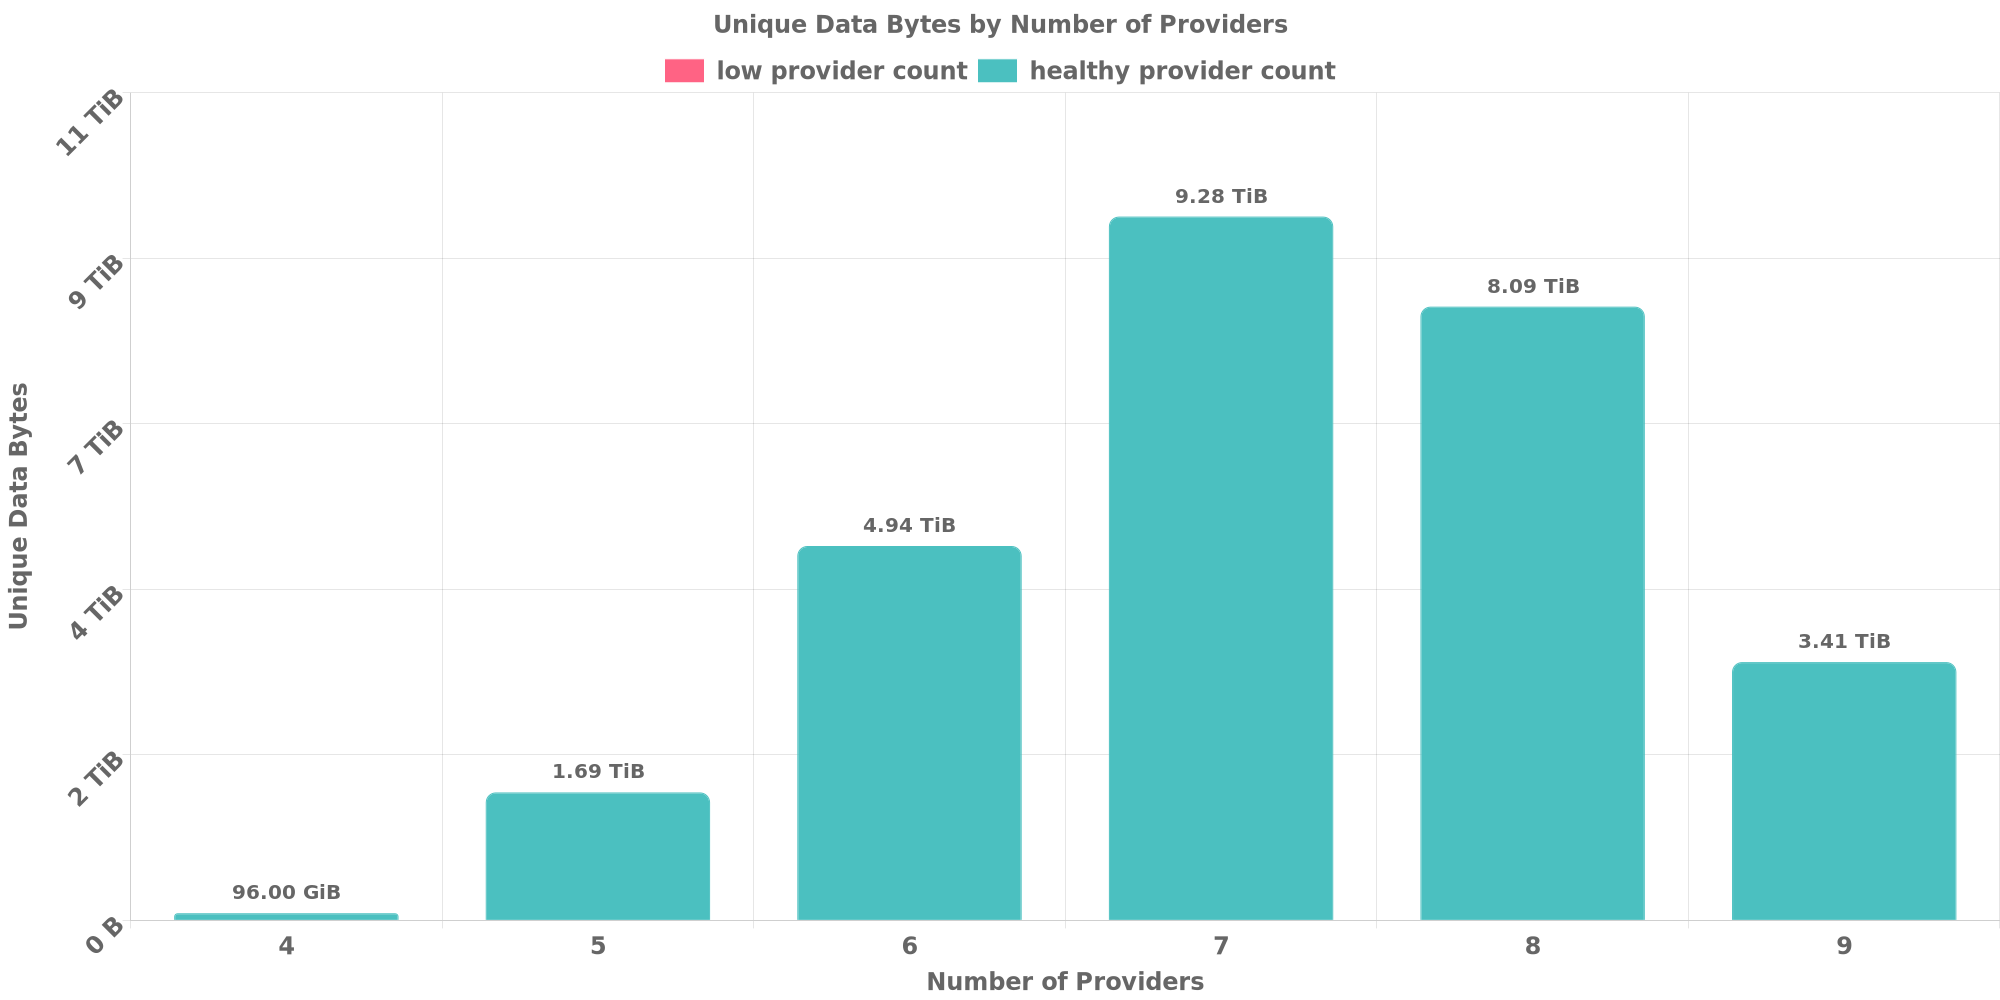 Unique Data Bytes by Number of Providers
low provider count healthy provider count
11 TiB
9 TiB
7 TiB
4 TiB
2 TiB
0 B
Unique Data Bytes
96.00 GiB
1.69 TiB
4.94 TiB
9.28 TiB
8.09 TiB
3.41 TiB
4 5 6 7 8 9
Number of Providers